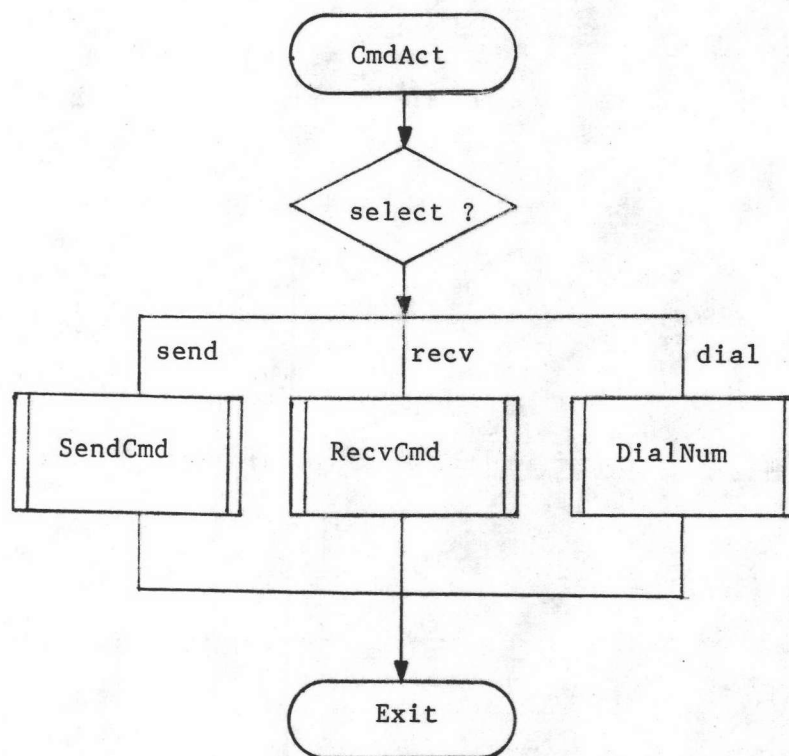 CmdAct
select ?
send
recv
dial
SendCmd
RecvCmd
DialNum
Exit